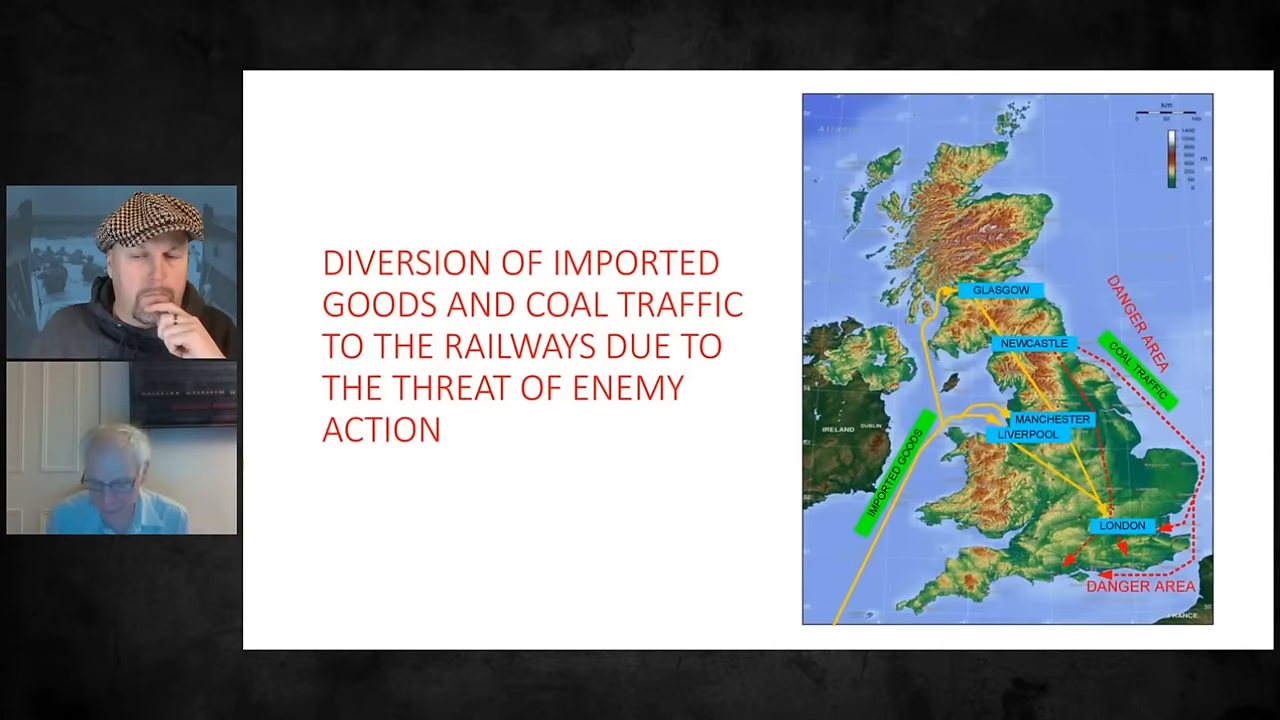 DIVERSION OF IMPORTED
GOODS AND COAL TRAFFIC
TO THE RAILWAYS DUE TO
THE THREAT OF ENEMY
ACTION
km
GLASGOW
DANGER AREA
NEWCASTLE
COAL TRAFFIC
MANCHESTER
LIVERPOOL
IRELAND
DUBLIN
IMPORTED GOODS
LONDON
DANGER AREA
FRANCE